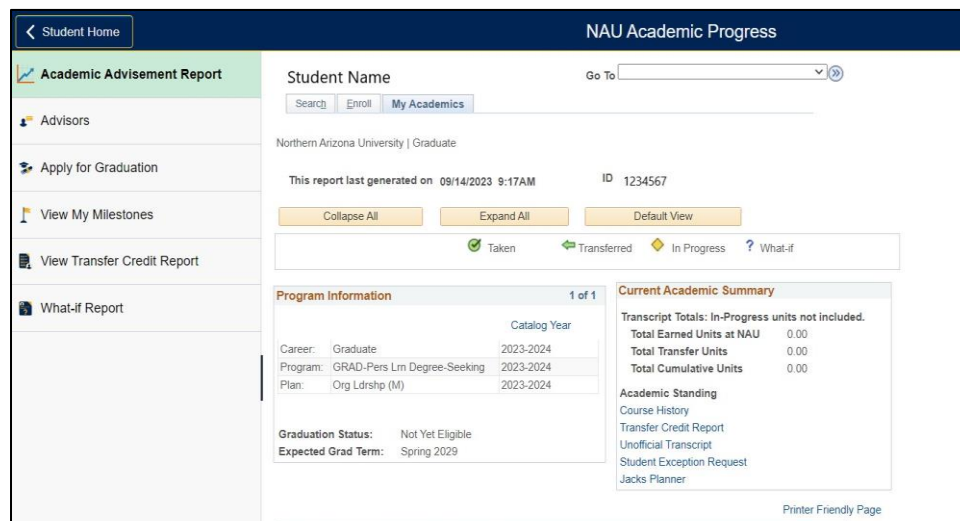 Student Home
NAU Academic Progress
Academic Advisement Report
Advisors
Apply for Graduation
View My Milestones
View Transfer Credit Report
What-if Report
Student Name
Go To
Search Enroll My Academics
Northern Arizona University | Graduate
This report last generated on 09/14/2023 9:17AM ID 1234567
Collapse All Expand All Default View
Taken Transferred In Progress ? What-if
Program Information 1 of 1
Catalog Year
Career: Graduate 2023-2024
Program: GRAD-Pers Lrn Degree-Seeking 2023-2024
Plan: Org Ldrshp (M) 2023-2024
Graduation Status: Not Yet Eligible
Expected Grad Term: Spring 2029
Current Academic Summary
Transcript Totals: In-Progress units not included.
Total Earned Units at NAU 0.00
Total Transfer Units 0.00
Total Cumulative Units 0.00
Academic Standing
Course History
Transfer Credit Report
Unofficial Transcript
Student Exception Request
Jacks Planner
Printer Friendly Page